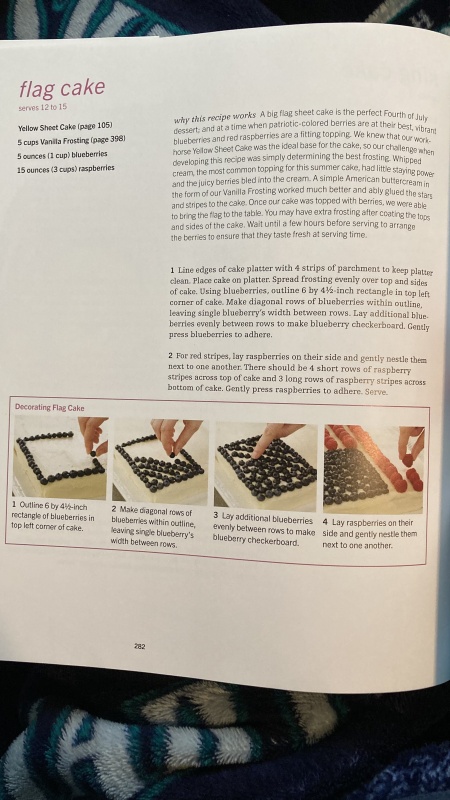 flag cake
serves 12 to 15
Yellow Sheet Cake (page 105)
5 cups Vanilla Frosting (page 398)
5 ounces (1 cup) blueberries
15 ounces (3 cups) raspberries
why this recipe works A big flag sheet cake is the perfect Fourth of July
dessert, and at a time when patriotic-colored berries are at their best, vibrant
blueberries and red raspberries are a fitting topping. We knew that our work-
horse Yellow Sheet Cake was the ideal base for the cake, so our challenge when
developing this recipe was simply determining the best frosting. Whipped
cream, the most common topping for this summer cake, had little staying power
and the juicy berries bled into the cream. A simple American buttercream in
the form of our Vanilla Frosting worked much better and ably glued the stars
and stripes to the cake. Once our cake was topped with berries, we were able
to bring the flag to the table. You may have extra frosting after coating the tops
and sides of the cake. Wait until a few hours before serving to arrange
the berries to ensure that they taste fresh at serving time.
1 Line edges of cake platter with 4 strips of parchment to keep platter
clean. Place cake on platter. Spread frosting evenly over top and sides
of cake. Using blueberries, outline 6 by 4½-inch rectangle in top left
corner of cake. Make diagonal rows of blueberries within outline,
leaving single blueberry's width between rows. Lay additional blue-
berries evenly between rows to make blueberry checkerboard. Gently
press blueberries to adhere.
2 For red stripes, lay raspberries on their side and gently nestle them
next to one another. There should be 4 short rows of raspberry
stripes across top of cake and 3 long rows of raspberry stripes across
bottom of cake. Gently press raspberries to adhere. Serve.
Decorating Flag Cake
1 Outline 6 by 4½-inch
rectangle of blueberries in
top left corner of cake.
2 Make diagonal rows of
blueberries within outline,
leaving single blueberry's
width between rows.
3 Lay additional blueberries
evenly between rows to make
blueberry checkerboard.
4 Lay raspberries on their
side and gently nestle them
next to one another.
282